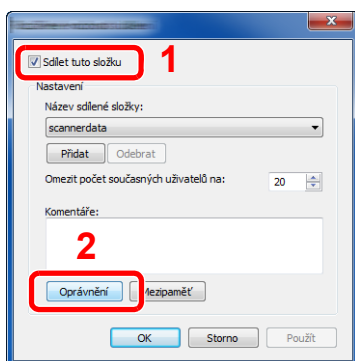 Sdílet tuto složku
1
Nastavení
Název sdílené složky:
scannerdata
Přidat Odebrat
Omezit počet současných uživatelů na: 20
Komentáře:
2
Oprávnění Mezipaměť
OK Storno Použít